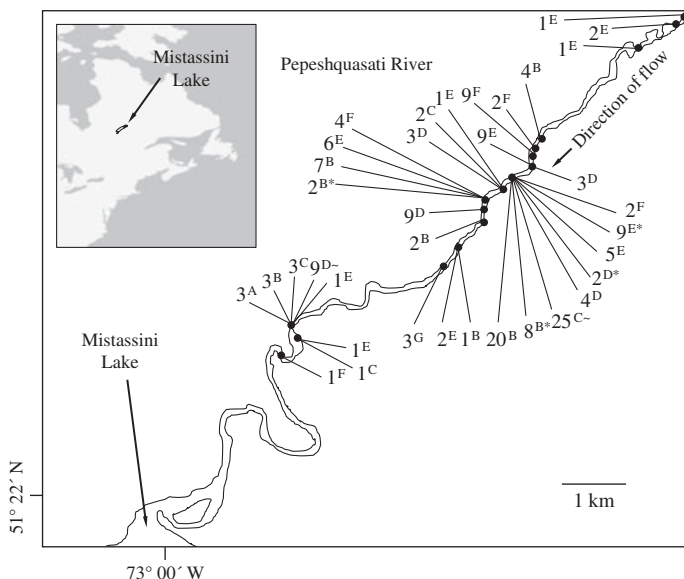 Mistassini
Lake
Pepeshquasati River
1E
2E
1E
4B
2F
9F
1E
2C
3D
9E
Direction of flow
4F
6E
7B
2B*
9D
2B
3D
2F
9E*
5E
2D*
4D
25C~
8B*
20B
1B
2E
3G
3A
3B
3C
9D~
1E
1E
1C
1F
Mistassini
Lake
51° 22′ N
1 km
73° 00′ W